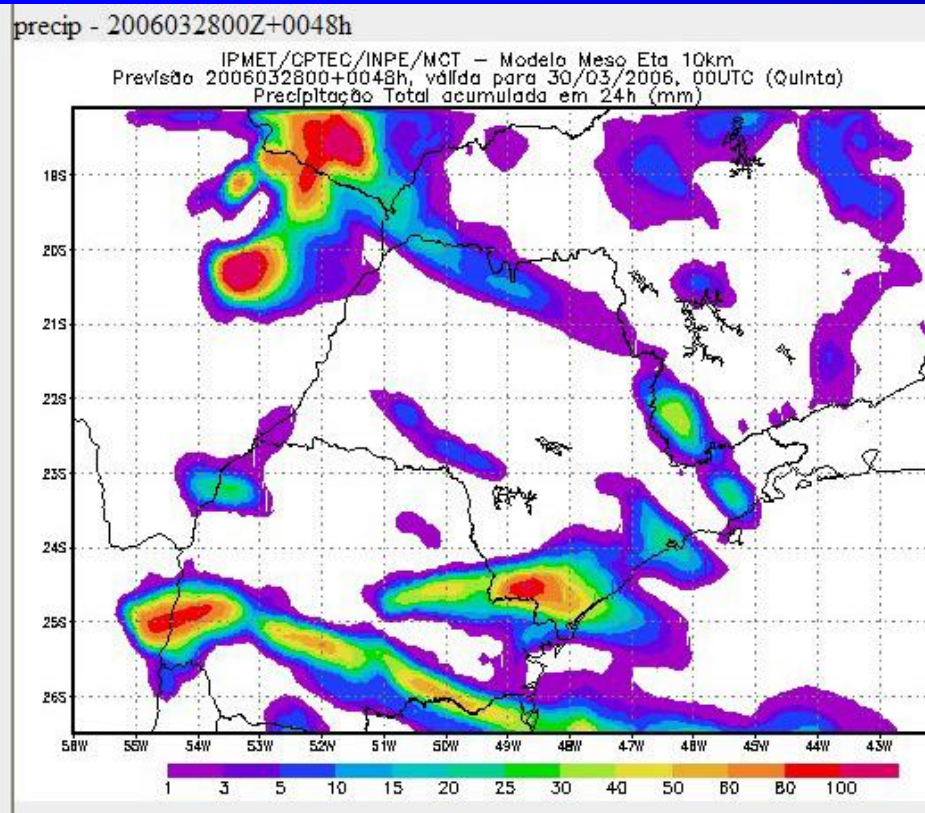 precip - 2006032800Z+0048h
IPMET/CPTEC/INPE/MCT - Modelo Meso Eta 10km
Previsão 2006032800+0048h, válida para 30/03/2006, 00UTC (Quinta)
Precipitação Total acumulada em 24h (mm)
18S
20S
21S
22S
23S
24S
25S
26S
56W 55W 54W 53W 52W 51W 50W 49W 48W 47W 46W 45W 44W 43W
1 3 5 10 15 20 25 30 40 50 60 80 100